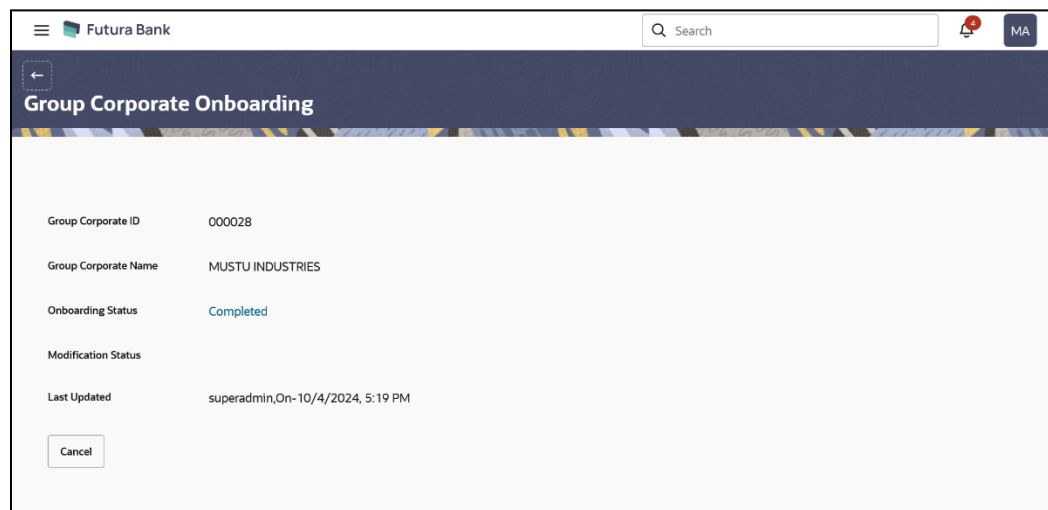 Futura Bank
Search
4
MA
Group Corporate Onboarding
Group Corporate ID 000028
Group Corporate Name MUSTU INDUSTRIES
Onboarding Status Completed
Modification Status
Last Updated superadmin,On-10/4/2024, 5:19 PM
Cancel